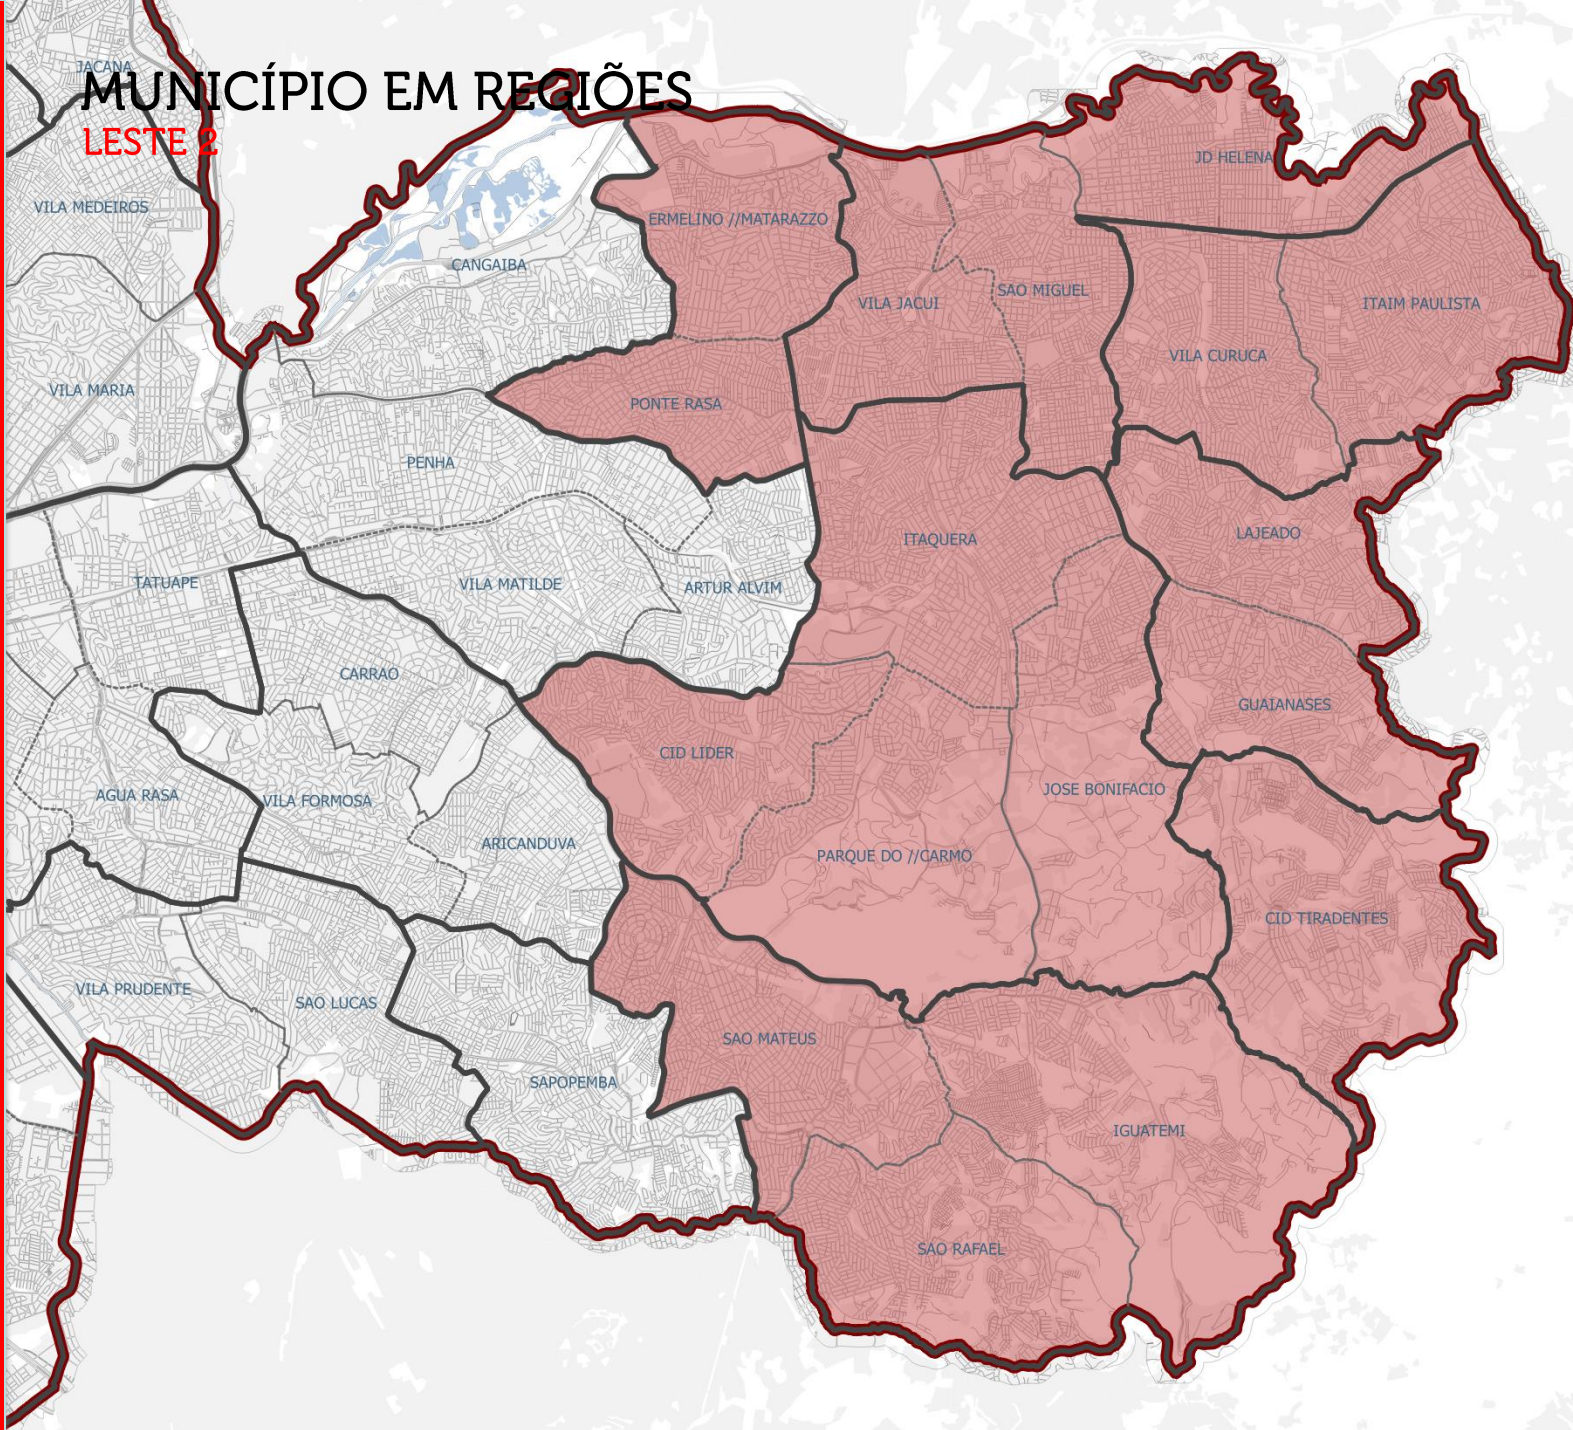 JACANA
MUNICÍPIO EM REGIÕES
LESTE 2
JD HELENA
VILA MEDEIROS
ERMELINO //MATARAZZO
CANGAIBA
SAO MIGUEL
VILA JACUI
ITAIM PAULISTA
VILA CURUCA
VILA MARIA
PONTE RASA
PENHA
LAJEADO
ITAQUERA
TATUAPE
VILA MATILDE
ARTUR ALVIM
CARRAO
GUAIANASES
CID LIDER
JOSE BONIFACIO
AGUA RASA
VILA FORMOSA
ARICANDUVA
PARQUE DO //CARMO
CID TIRADENTES
VILA PRUDENTE
SAO LUCAS
SAO MATEUS
SAPOPEMBA
IGUATEMI
SAO RAFAEL